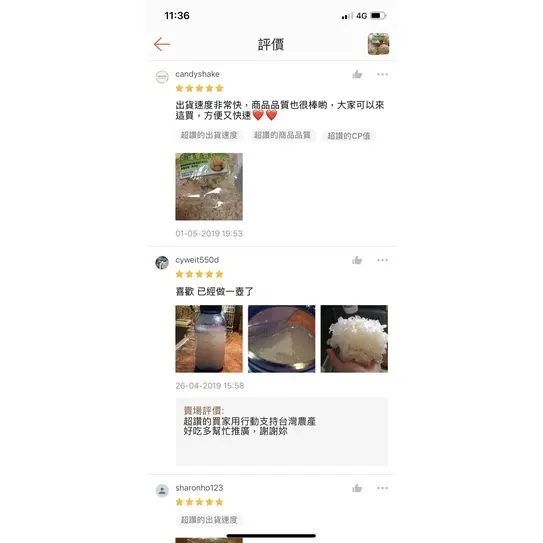 11:36
4G
評價
candyshake
出貨速度非常快，商品品質也很棒喲，大家可以來
這買，方便又快速❤️❤️
超讚的出貨速度
超讚的商品品質
超讚的CP值
01-05-2019 19:53
cyweit550d
喜歡 已經做一壺了
26-04-2019 15:58
賣場評價:
超讚的買家用行動支持台灣農產
好吃多幫忙推廣，謝謝妳
sharonho123
超讚的出貨速度